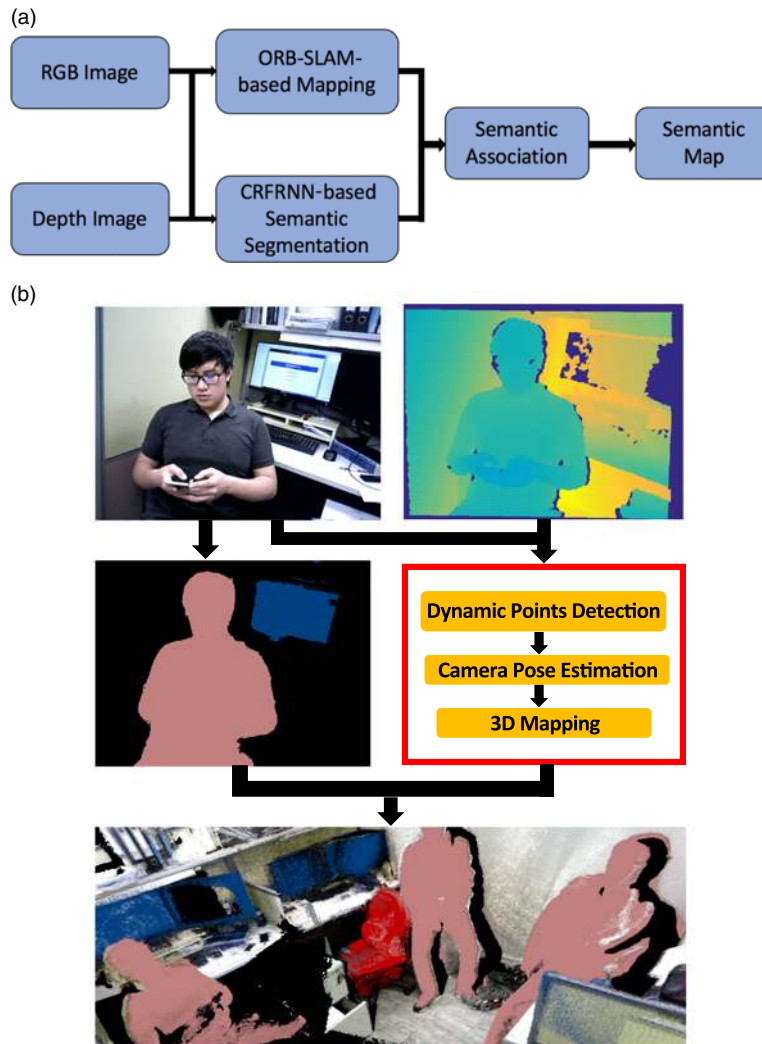 (a)
RGB Image
ORB-SLAM-
based Mapping
Semantic
Association
Semantic
Map
Depth Image
CRFRNN-based
Semantic
Segmentation
(b)
Dynamic Points Detection
Camera Pose Estimation
3D Mapping